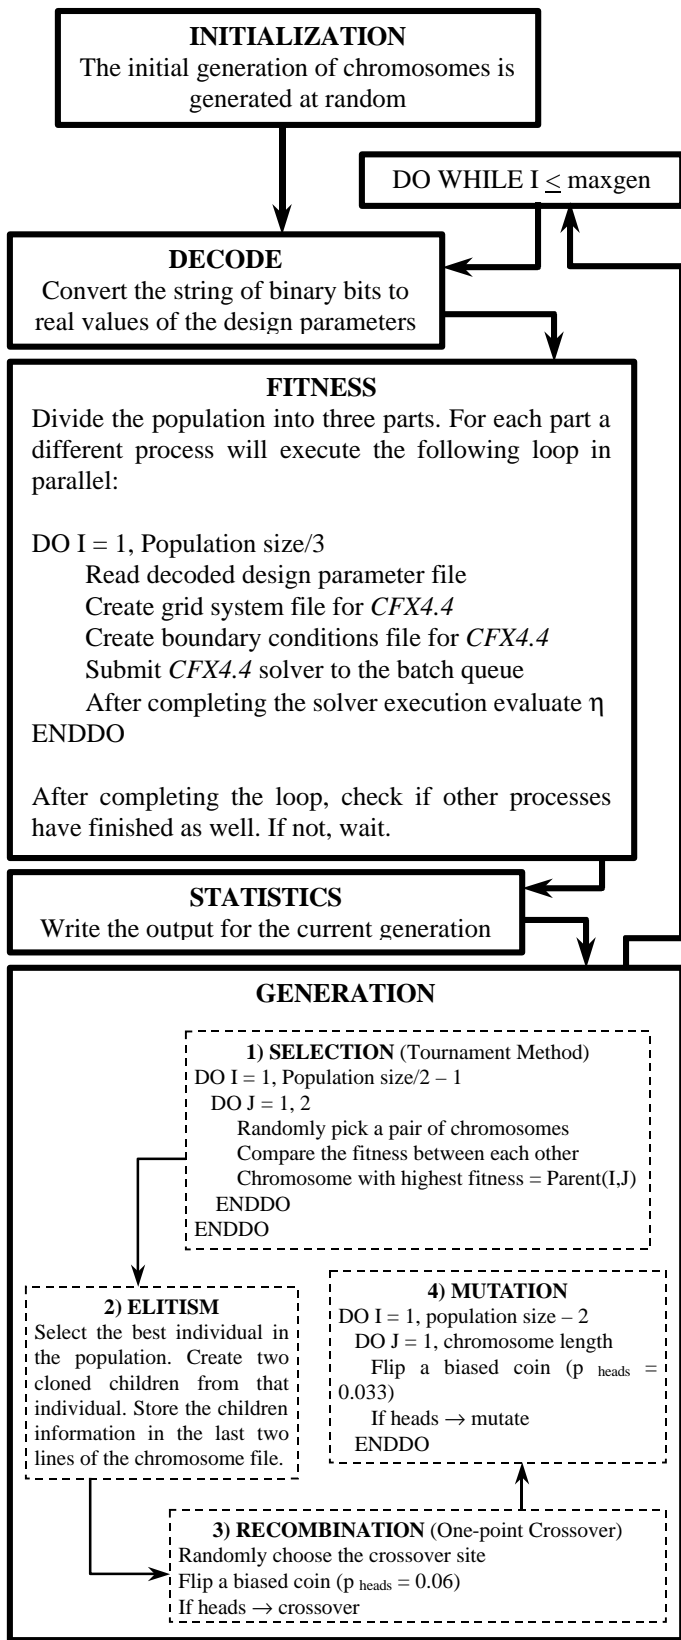 INITIALIZATION
The initial generation of chromosomes is
generated at random
DO WHILE I ≤ maxgen
DECODE
Convert the string of binary bits to
real values of the design parameters
FITNESS
Divide the population into three parts. For each part a
different process will execute the following loop in
parallel:
DO I = 1, Population size/3
Read decoded design parameter file
Create grid system file for CFX4.4
Create boundary conditions file for CFX4.4
Submit CFX4.4 solver to the batch queue
After completing the solver execution evaluate η
ENDDO
After completing the loop, check if other processes
have finished as well. If not, wait.
STATISTICS
Write the output for the current generation
GENERATION
1) SELECTION (Tournament Method)
DO I = 1, Population size/2 – 1
DO J = 1, 2
Randomly pick a pair of chromosomes
Compare the fitness between each other
Chromosome with highest fitness = Parent(I,J)
ENDDO
ENDDO
2) ELITISM
Select the best individual in
the population. Create two
cloned children from that
individual. Store the children
information in the last two
lines of the chromosome file.
3) RECOMBINATION (One-point Crossover)
Randomly choose the crossover site
Flip a biased coin (p heads = 0.06)
If heads → crossover
4) MUTATION
DO I = 1, population size – 2
DO J = 1, chromosome length
Flip a biased coin (p heads =
0.033)
If heads → mutate
ENDDO